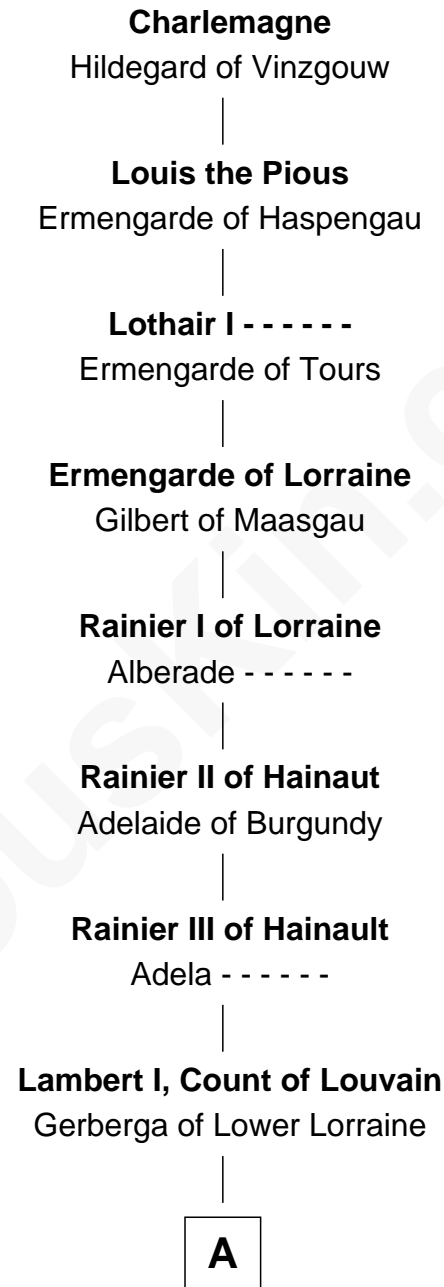 Charlemagne
Hildegard of Vinzgouw
Louis the Pious
Ermengarde of Haspengau
Lothair I - - - - - -
Ermengarde of Tours
Ermengarde of Lorraine
Gilbert of Maasgau
Rainier I of Lorraine
Alberade - - - - - -
Rainier II of Hainaut
Adelaide of Burgundy
Rainier III of Hainault
Adela - - - - - -
Lambert I, Count of Louvain
Gerberga of Lower Lorraine
A